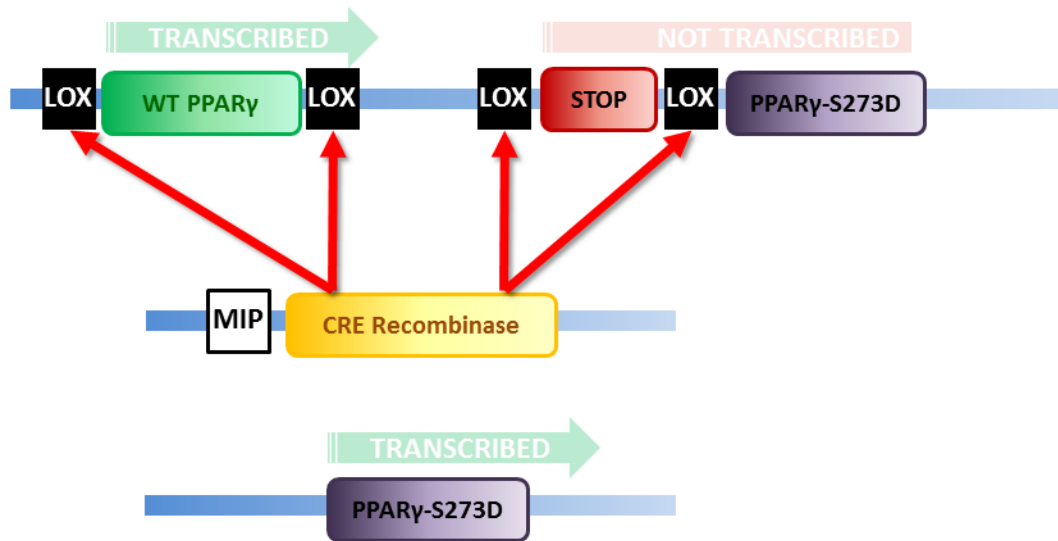 TRANSCRIBED
NOT TRANSCRIBED
LOX
WT PPARγ
LOX
LOX
STOP
LOX
PPARγ-S273D
MIP
CRE Recombinase
TRANSCRIBED
PPARγ-S273D